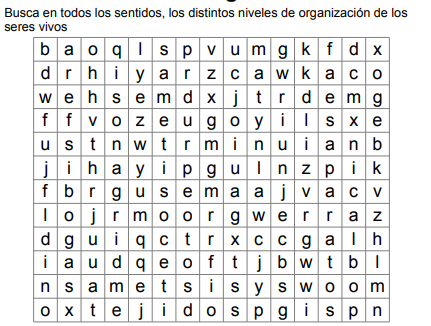 Busca en todos los sentidos, los distintos niveles de organización de los
seres vivos
b a o q l s p v u m g k f d x
d r h i y a r z c a w k a c o
w e h s e m d x j t r d e m g
f f v o z e u g o y i l s x e
u s t n w t r m i n u i a n b
j i h a y i p g u l n z p i k
f b r g u s e m a a j v a c v
l o j r m o o r g w e r r a z
d g u i q c t r x c c g a l h
i a u d q e o f t j b w t b l
n s a m e t s i s y s w o o m
o x t e j i d o s p g i s p n